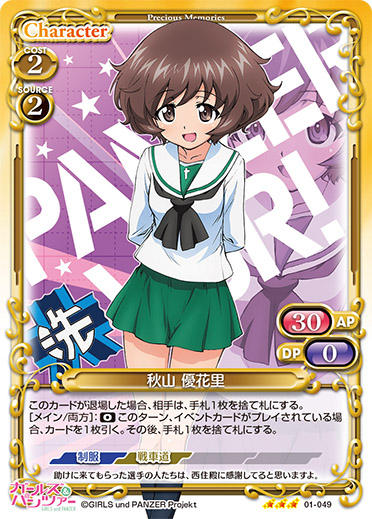 Precious Memories
Character
COST
2
SOURCE
2
PANZER
VOR!
洗
30 AP
DP 0
秋山 優花里
このカードが退場した場合、相手は、手札1枚を捨て札にする。
[メイン/両方]: このターン、イベントカードがプレイされている場
合、カードを1枚引く。その後、手札1枚を捨て札にする。
制服 戦車道
助けに来てもらった選手の人たちは、西住殿に感謝してると思いますよ。
ガールズ&パンツァー
GIRLS und PANZER
©GIRLS und PANZER Projekt
01-049